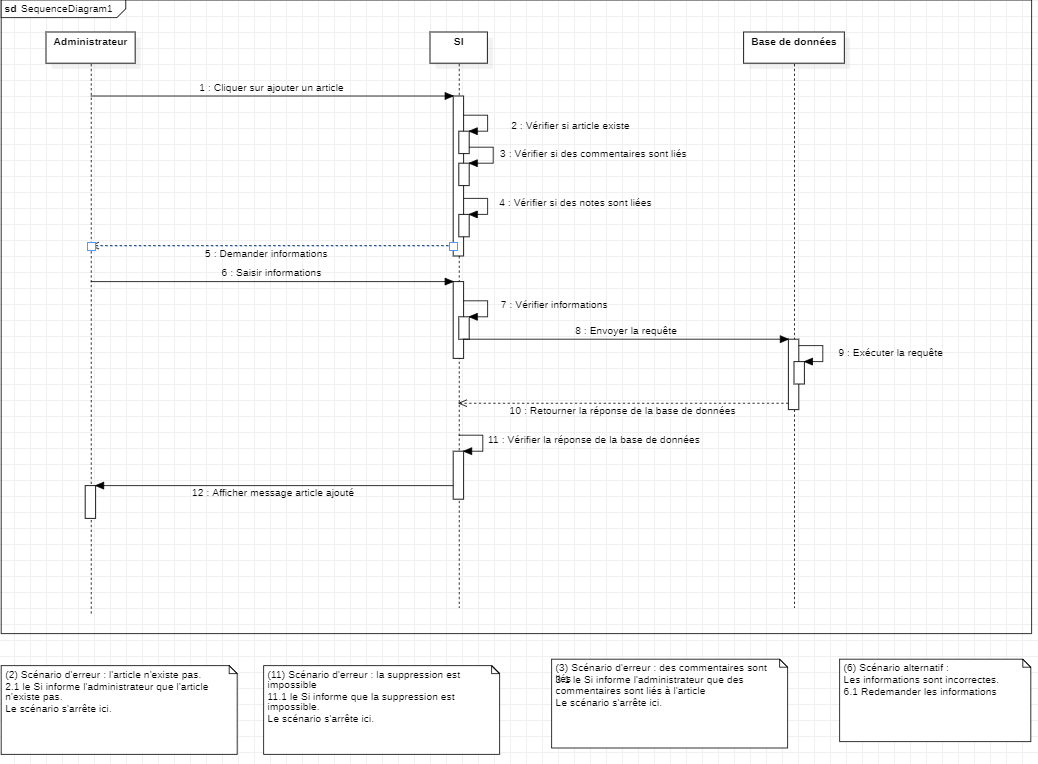 sd SequenceDiagram1
Administrateur
SI
Base de données
1 : Cliquer sur ajouter un article
2 : Vérifier si article existe
3 : Vérifier si des commentaires sont liés
4 : Vérifier si des notes sont liées
5 : Demander informations
6 : Saisir informations
7 : Vérifier informations
8 : Envoyer la requête
9 : Exécuter la requête
10 : Retourner la réponse de la base de données
11 : Vérifier la réponse de la base de données
12 : Afficher message article ajouté
(2) Scénario d'erreur : l'article n'existe pas.
2.1 le Si informe l'administrateur que l'article
n'existe pas.
Le scénario s'arrête ici.
(11) Scénario d'erreur : la suppression est
impossible
11.1 le Si informe que la suppression est
impossible.
Le scénario s'arrête ici.
(3) Scénario d'erreur : des commentaires sont
liés
le Si informe l'administrateur que des
commentaires sont liés à l'article
Le scénario s'arrête ici.
(6) Scénario alternatif :
Les informations sont incorrectes.
6.1 Redemander les informations